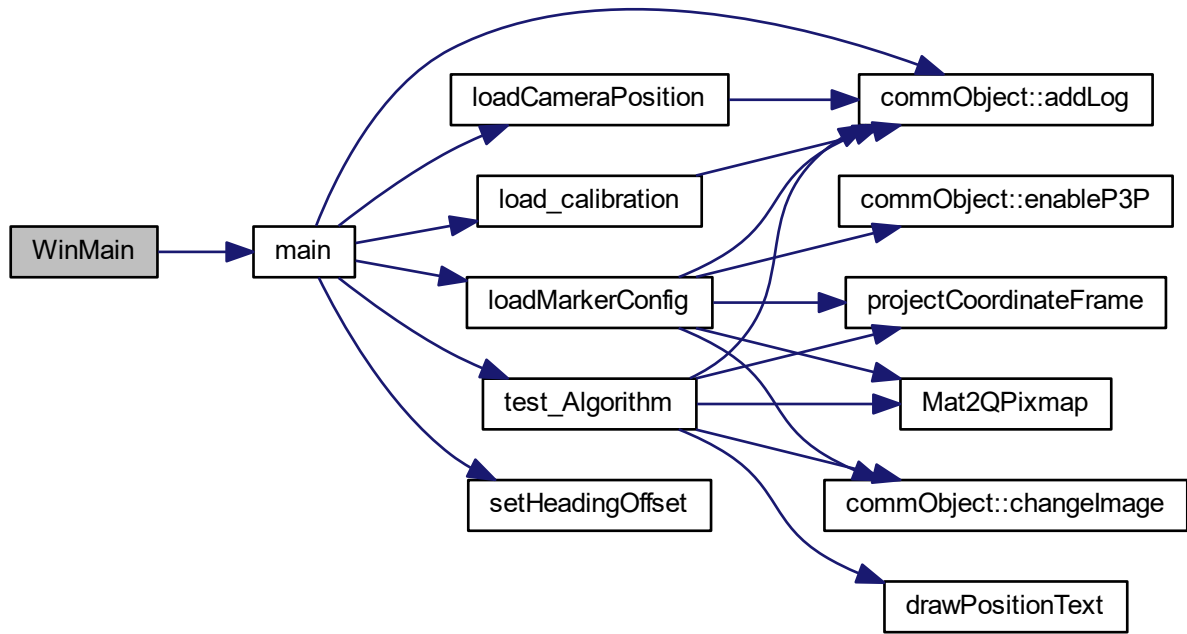 WinMain
main
loadCameraPosition
load_calibration
loadMarkerConfig
test_Algorithm
setHeadingOffset
commObject::addLog
commObject::enableP3P
projectCoordinateFrame
Mat2QPixmap
commObject::changeImage
drawPositionText